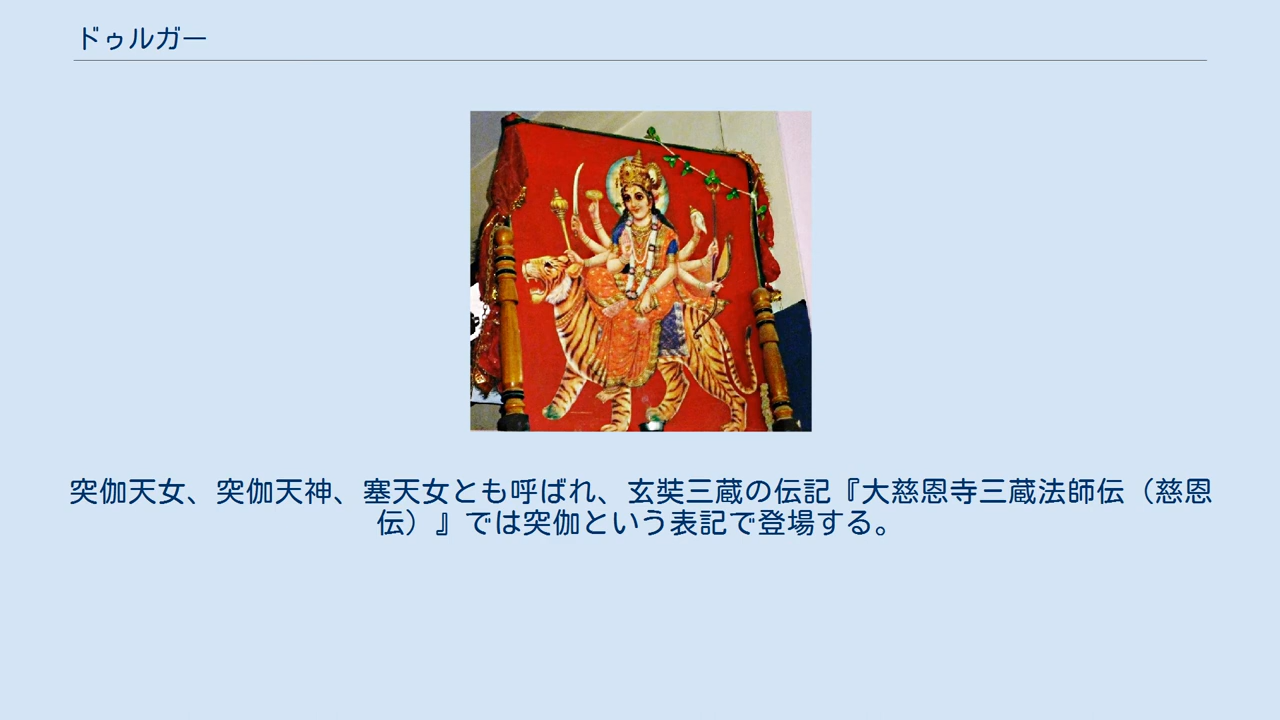 ドゥルガー
突伽天女、突伽天神、塞天女とも呼ばれ、玄奘三蔵の伝記『大慈恩寺三蔵法師伝（慈恩
伝）』では突伽という表記で登場する。